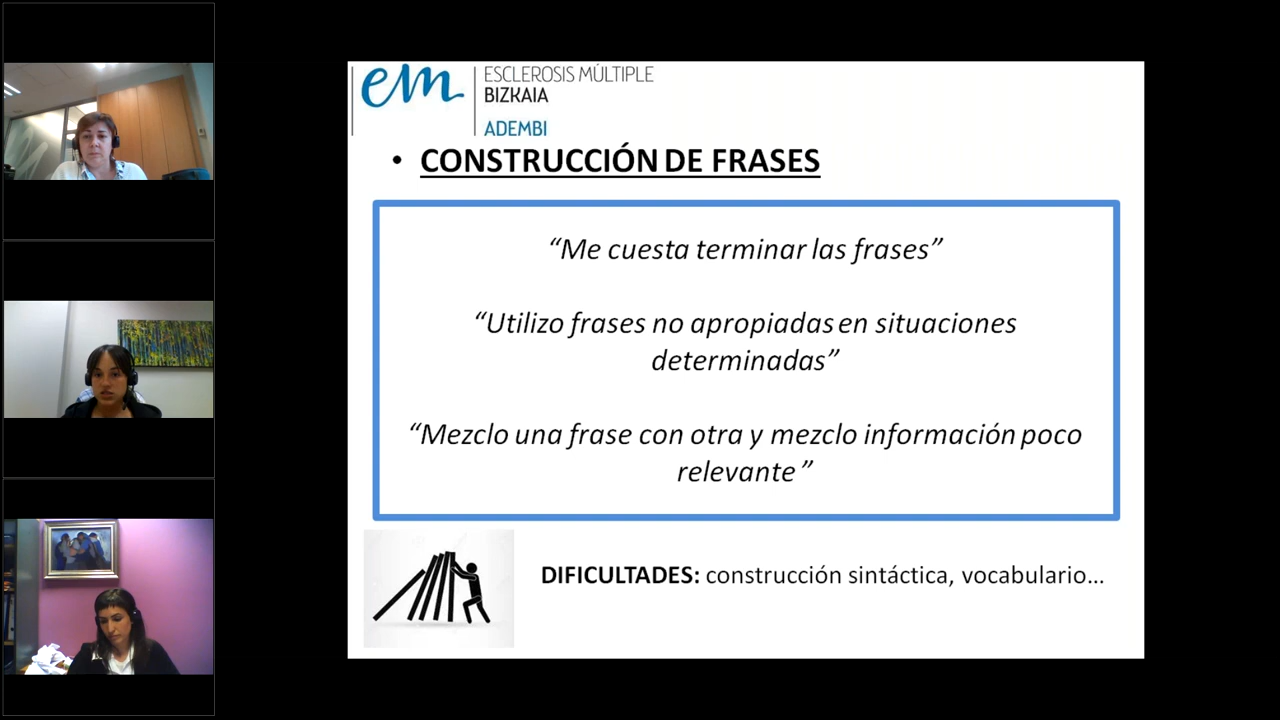 em
ESCLEROSIS MÚLTIPLE
BIZKAIA
ADEMBI
• CONSTRUCCIÓN DE FRASES
“Me cuesta terminar las frases”
“Utilizo frases no apropiadas en situaciones
determinadas”
“Mezclo una frase con otra y mezclo información poco
relevante”
DIFICULTADES: construcción sintáctica, vocabulario...